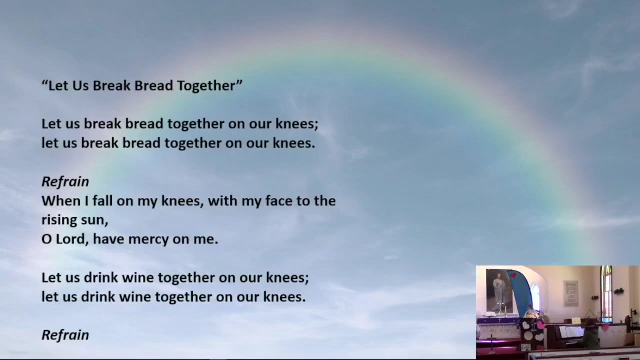 “Let Us Break Bread Together”
Let us break bread together on our knees;
let us break bread together on our knees.
Refrain
When I fall on my knees, with my face to the
rising sun,
O Lord, have mercy on me.
Let us drink wine together on our knees;
let us drink wine together on our knees.
Refrain